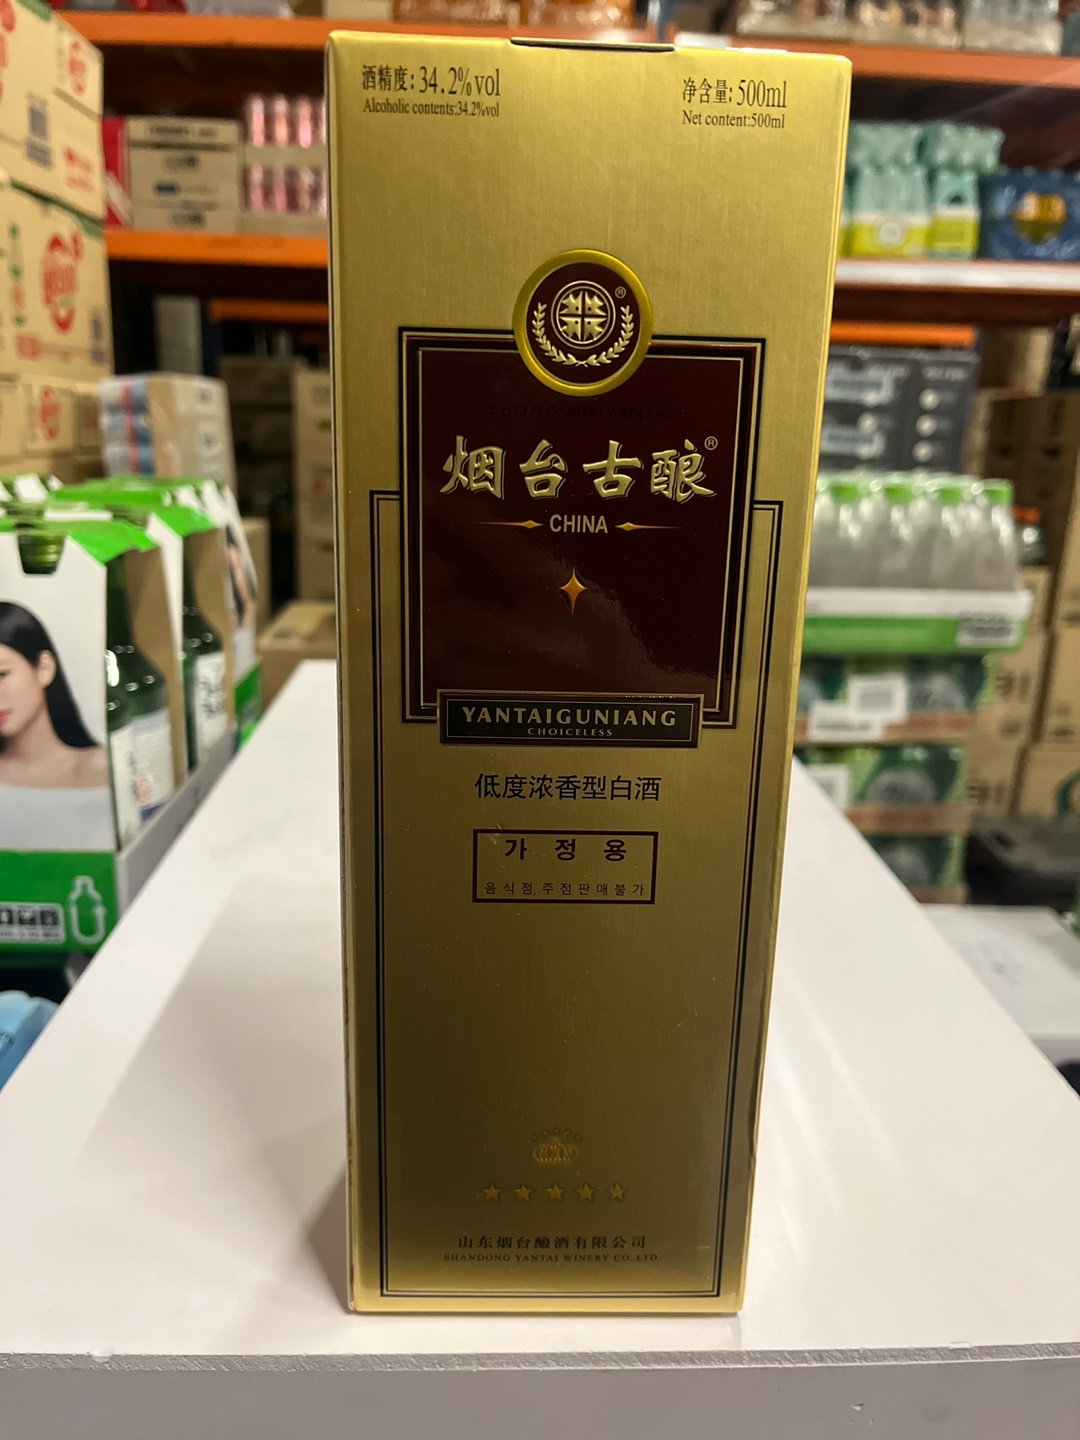 酒精度:34.2%vol
Alcoholic contents:34.2%vol
净含量:500ml
Net content:500ml
®
ZHONGGUOYANTAI
烟台古酿®
CHINA
YANTAIGUNIANG
CHOICELESS
低度浓香型白酒
가정용
음식점,주점판매불가
山东烟台酿酒有限公司
SHANDONG YANTAI WINERY CO.,LTD.